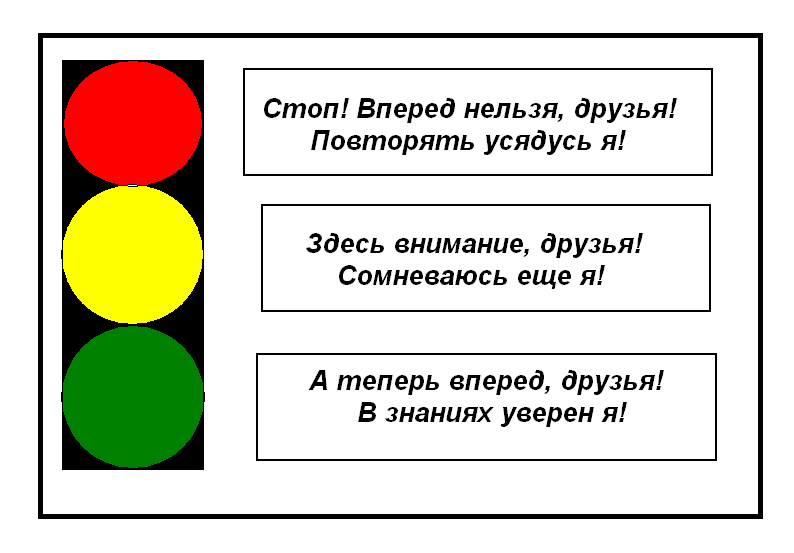 Стоп! Вперед нельзя, друзья!
Повторять усядусь я!
Здесь внимание, друзья!
Сомневаюсь еще я!
А теперь вперед, друзья!
В знаниях уверен я!